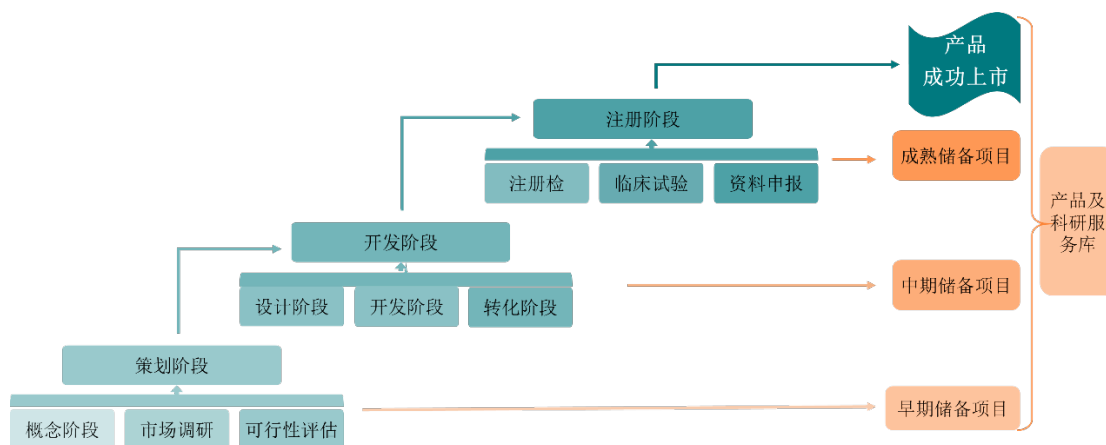 产品
成功上市
注册阶段
成熟储备项目
注册检
临床试验
资料申报
产品及
科研服
务库
开发阶段
中期储备项目
设计阶段
开发阶段
转化阶段
策划阶段
早期储备项目
概念阶段
市场调研
可行性评估